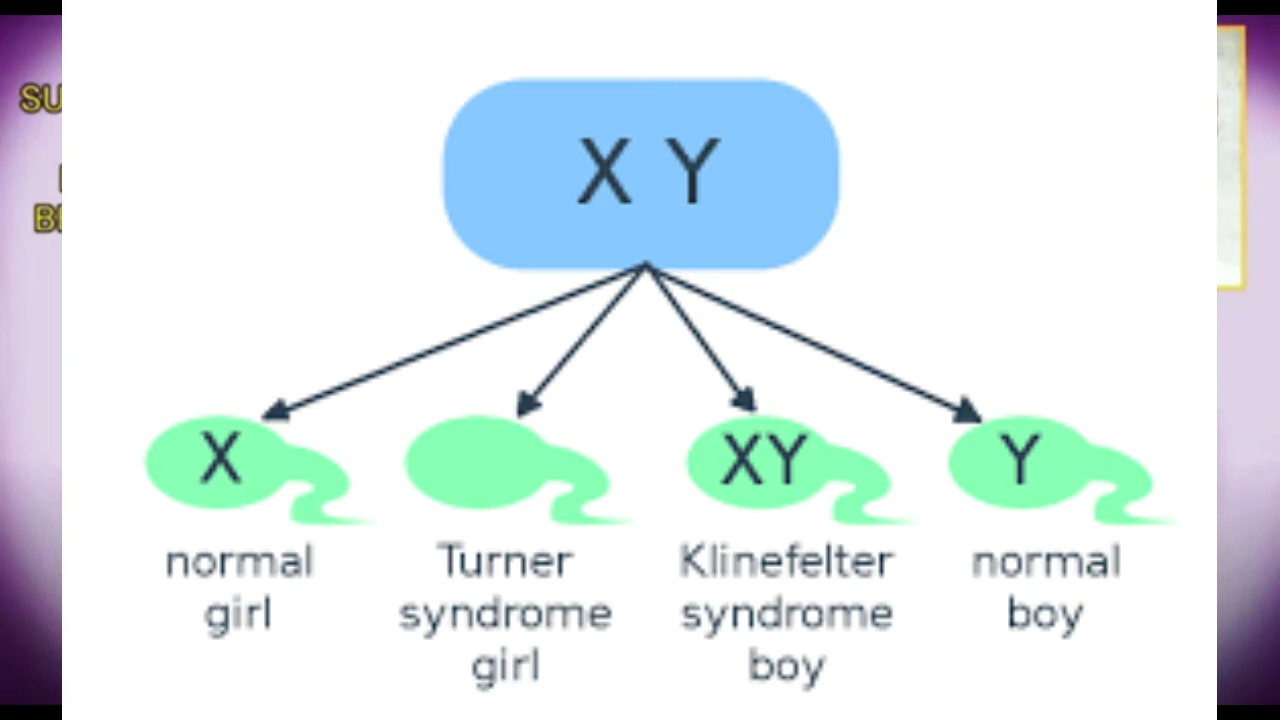 X Y
X
XY
Y
normal
girl
Turner
syndrome
girl
Klinefelter
syndrome
boy
normal
boy